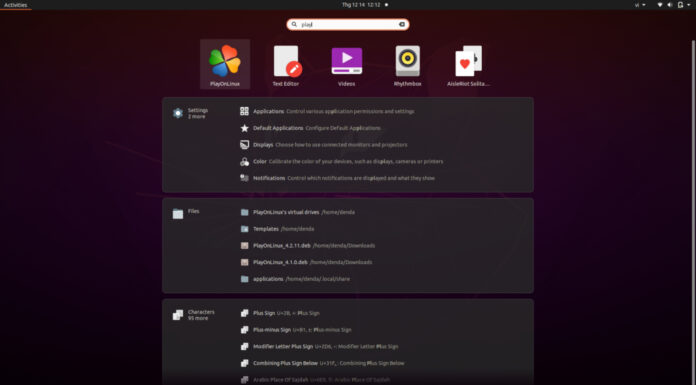 Activities
Thg 12 14 12:12
vi
play
PlayOnLinux
Text Editor
Videos
Rhythmbox
AisleRiot Solita...
Settings
2 more
Applications Control various application permissions and settings
Default Applications Configure Default Applications
Displays Choose how to use connected monitors and projectors
Color Calibrate the color of your devices, such as displays, cameras or printers
Notifications Control which notifications are displayed and what they show
Files
PlayOnLinux's virtual drives /home/denda
Templates /home/denda
PlayOnLinux_4.2.11.deb /home/denda/Downloads
PlayOnLinux_4.1.0.deb /home/denda/Downloads
applications /home/denda/.local/share
Characters
95 more
Plus Sign U+2B, +: Plus Sign
Plus-minus Sign U+B1, ±: Plus-minus Sign
Modifier Letter Plus Sign U+2D6, ˖: Modifier Letter Plus Sign
Combining Plus Sign Below U+31F, : Combining Plus Sign Below
Arabic Place Of Sajdah Arabic Place Of Sajdah